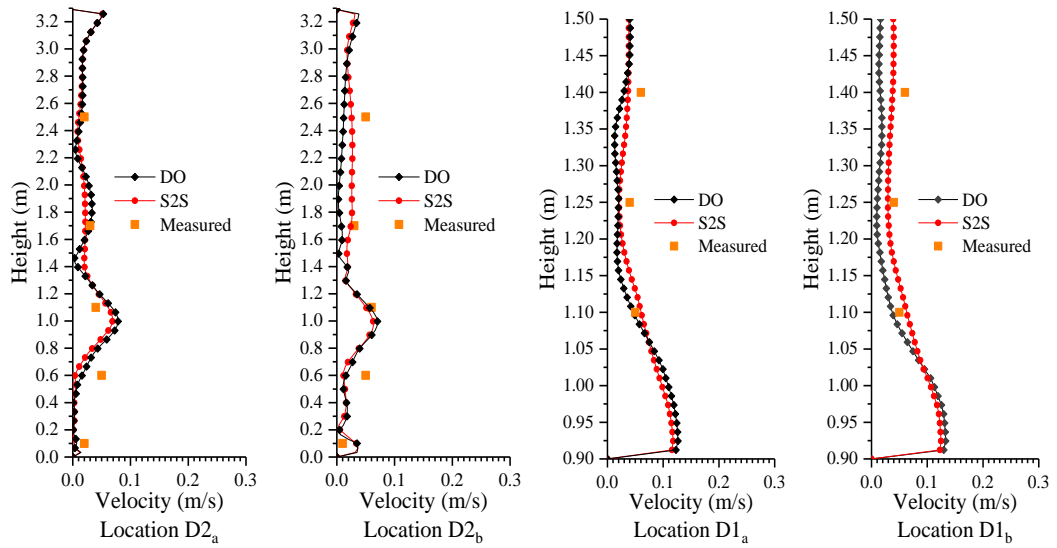 3.2
3.0
2.8
2.6
2.4
2.2
2.0
1.8
1.6
1.4
1.2
1.0
0.8
0.6
0.4
0.2
0.0
Height (m)
DO
S2S
Measured
0.0 0.1 0.2 0.3
Velocity (m/s)
Location D2a
3.2
3.0
2.8
2.6
2.4
2.2
2.0
1.8
1.6
1.4
1.2
1.0
0.8
0.6
0.4
0.2
0.0
Height (m)
DO
S2S
Measured
0.0 0.1 0.2 0.3
Velocity (m/s)
Location D2b
1.50
1.45
1.40
1.35
1.30
1.25
1.20
1.15
1.10
1.05
1.00
0.95
0.90
Height (m)
DO
S2S
Measured
0.0 0.1 0.2 0.3
Velocity (m/s)
Location D1a
1.50
1.45
1.40
1.35
1.30
1.25
1.20
1.15
1.10
1.05
1.00
0.95
0.90
Height (m)
DO
S2S
Measured
0.0 0.1 0.2 0.3
Velocity (m/s)
Location D1b